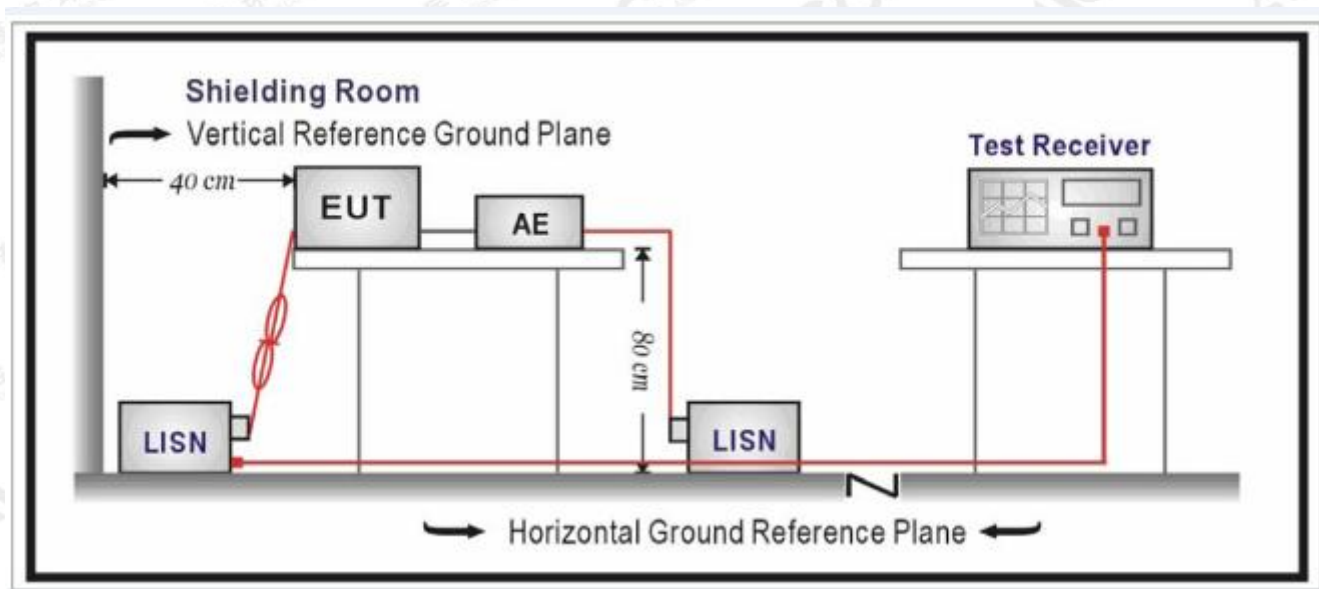 Shielding Room
Vertical Reference Ground Plane
Test Receiver
40 cm
EUT
AE
80 cm
LISN
LISN
Horizontal Ground Reference Plane